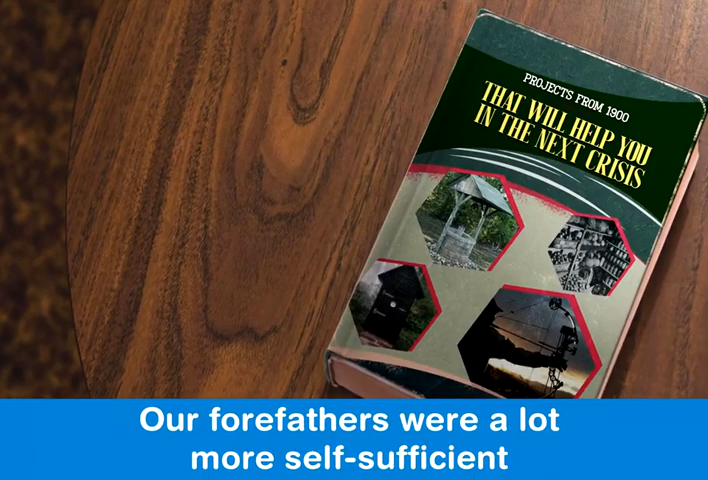 PROJECTS FROM 1900
THAT WILL HELP YOU
IN THE NEXT CRISIS
Our forefathers were a lot
more self-sufficient